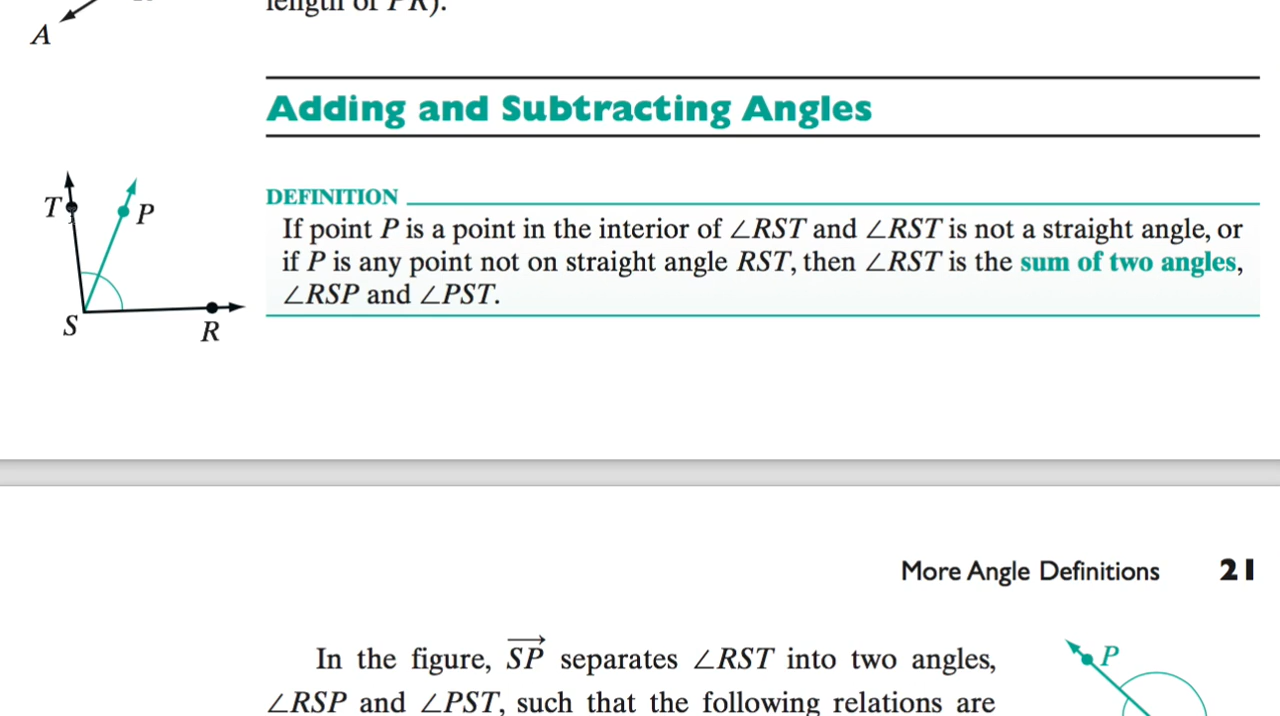 length of PR).
A
Adding and Subtracting Angles
DEFINITION
If point P is a point in the interior of ∠RST and ∠RST is not a straight angle, or
if P is any point not on straight angle RST, then ∠RST is the sum of two angles,
∠RSP and ∠PST.
T
P
S
R
More Angle Definitions 21
In the figure, SP separates ∠RST into two angles,
∠RSP and ∠PST, such that the following relations are
P